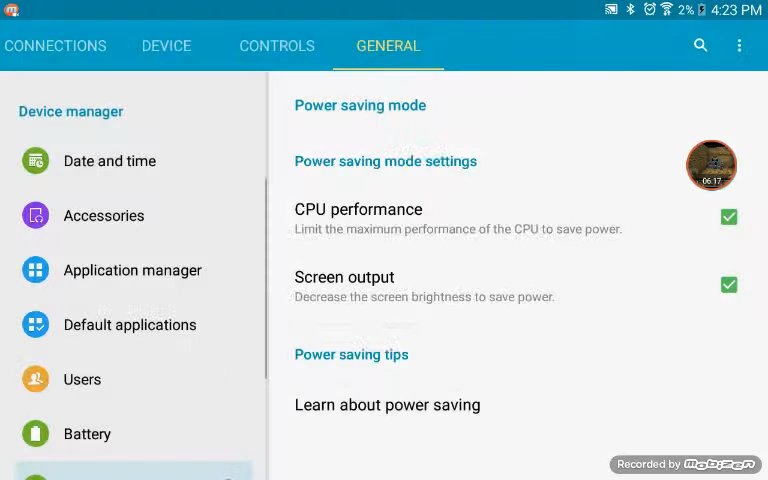 2% 4:23 PM
CONNECTIONS DEVICE CONTROLS GENERAL
Device manager
Date and time
Accessories
Application manager
Default applications
Users
Battery
Power saving mode
Power saving mode settings
06:17
CPU performance
Limit the maximum performance of the CPU to save power.
Screen output
Decrease the screen brightness to save power.
Power saving tips
Learn about power saving
Recorded by mobizen